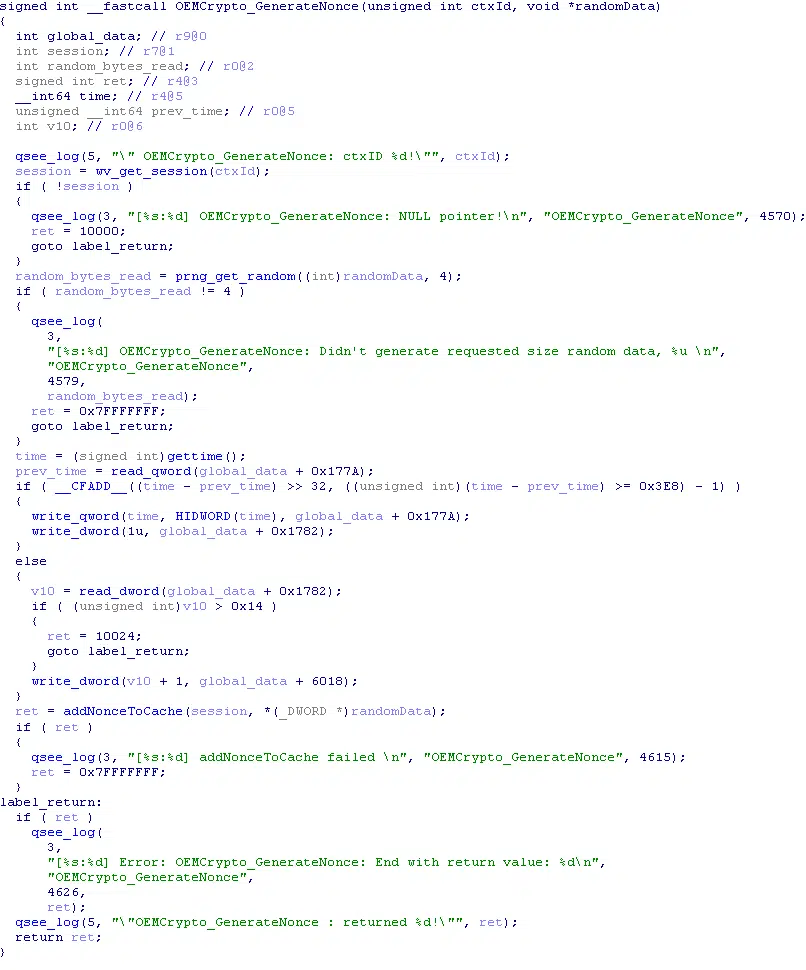 signed int __fastcall OEMCrypto_GenerateNonce(unsigned int ctxId, void *randomData)
{
  int global_data; // r9@0
  int session; // r7@1
  int random_bytes_read; // r0@2
  signed int ret; // r4@3
  __int64 time; // r4@5
  unsigned __int64 prev_time; // r0@5
  int v10; // r0@6

  qsee_log(5, "\" OEMCrypto_GenerateNonce: ctxID %d!\"", ctxId);
  session = wv_get_session(ctxId);
  if ( !session )
  {
    qsee_log(3, "[%s:%d] OEMCrypto_GenerateNonce: NULL pointer!\n", "OEMCrypto_GenerateNonce", 4570);
    ret = 10000;
    goto label_return;
  }
  random_bytes_read = prng_get_random((int)randomData, 4);
  if ( random_bytes_read != 4 )
  {
    qsee_log(
      3,
      "[%s:%d] OEMCrypto_GenerateNonce: Didn't generate requested size random data, %u \n",
      "OEMCrypto_GenerateNonce",
      4579,
      random_bytes_read);
    ret = 0x7FFFFFFF;
    goto label_return;
  }
  time = (signed int)gettime();
  prev_time = read_qword(global_data + 0x177A);
  if ( __CFADD__((time - prev_time) >> 32, ((unsigned int)(time - prev_time) >= 0x3E8) - 1) )
  {
    write_qword(time, HIDWORD(time), global_data + 0x177A);
    write_dword(1u, global_data + 0x1782);
  }
  else
  {
    v10 = read_dword(global_data + 0x1782);
    if ( (unsigned int)v10 > 0x14 )
    {
      ret = 10024;
      goto label_return;
    }
    write_dword(v10 + 1, global_data + 6018);
  }
  ret = addNonceToCache(session, *(_DWORD *)randomData);
  if ( ret )
  {
    qsee_log(3, "[%s:%d] addNonceToCache failed \n", "OEMCrypto_GenerateNonce", 4615);
    ret = 0x7FFFFFFF;
  }
label_return:
  if ( ret )
    qsee_log(
      3,
      "[%s:%d] Error: OEMCrypto_GenerateNonce: End with return value: %d\n",
      "OEMCrypto_GenerateNonce",
      4626,
      ret);
  qsee_log(5, "\"OEMCrypto_GenerateNonce : returned %d!\"", ret);
  return ret;
}